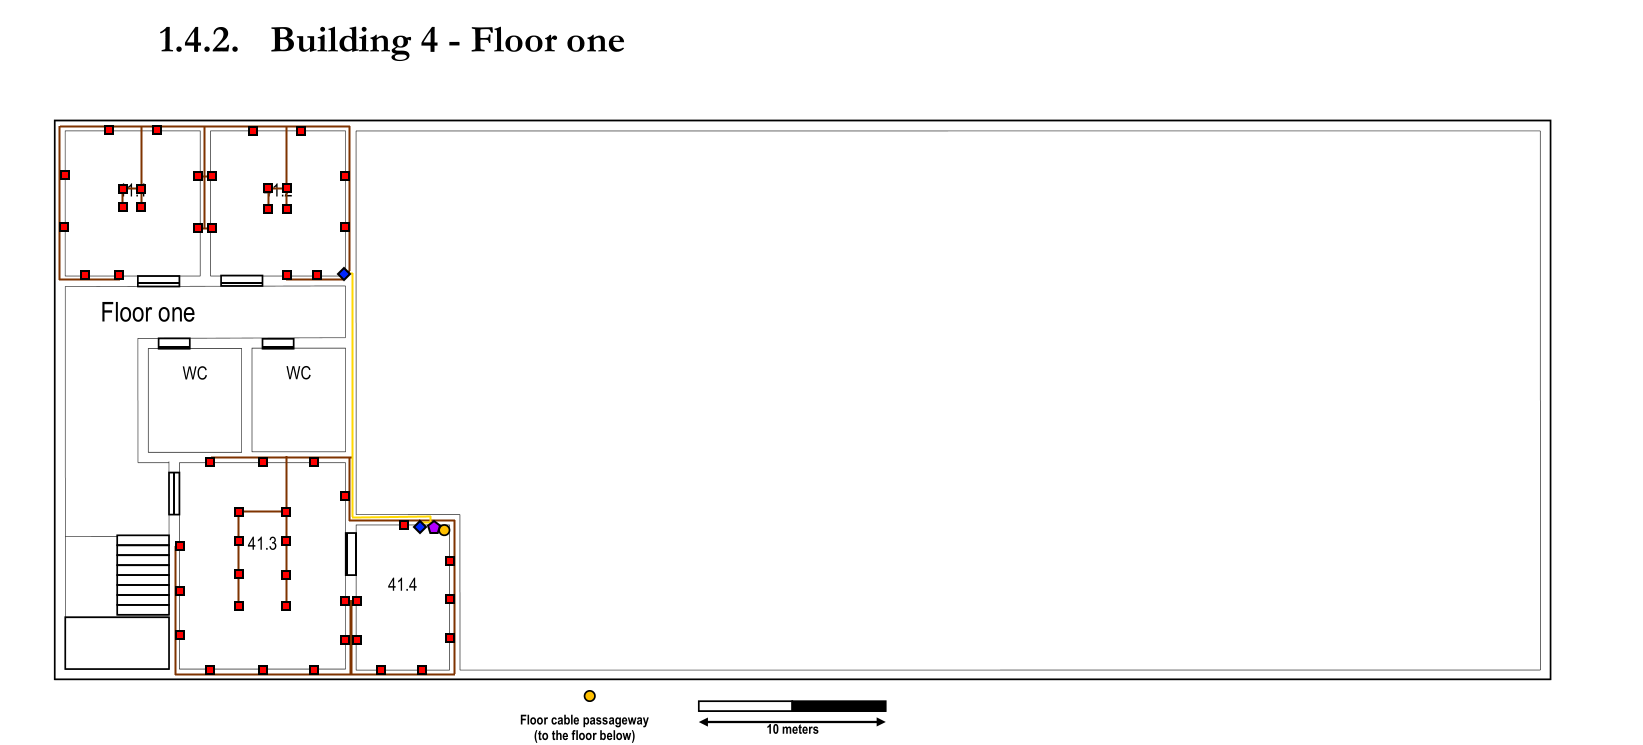 1.4.2. Building 4 - Floor one
Floor one
WC WC
41.3
41.4
Floor cable passageway
(to the floor below)
10 meters